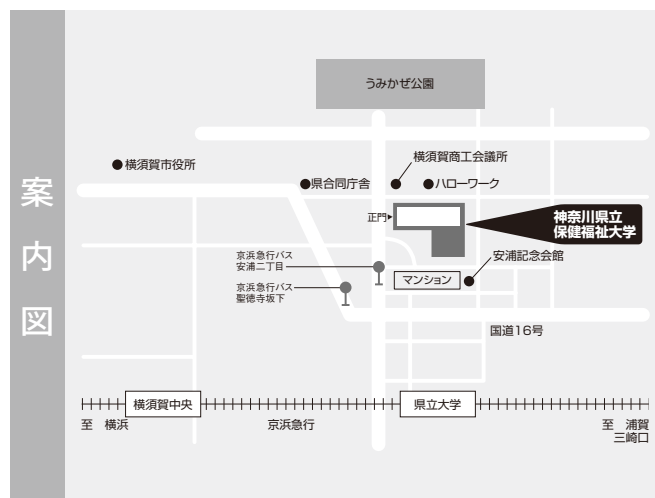 案内図
うみかぜ公園
横須賀市役所
横須賀商工会議所
県合同庁舎
ハローワーク
正門
神奈川県立
保健福祉大学
京浜急行バス
安浦二丁目
安浦記念会館
マンション
京浜急行バス
聖徳寺坂下
国道16号
横須賀中央
県立大学
至 横浜
京浜急行
至 浦賀
三崎口